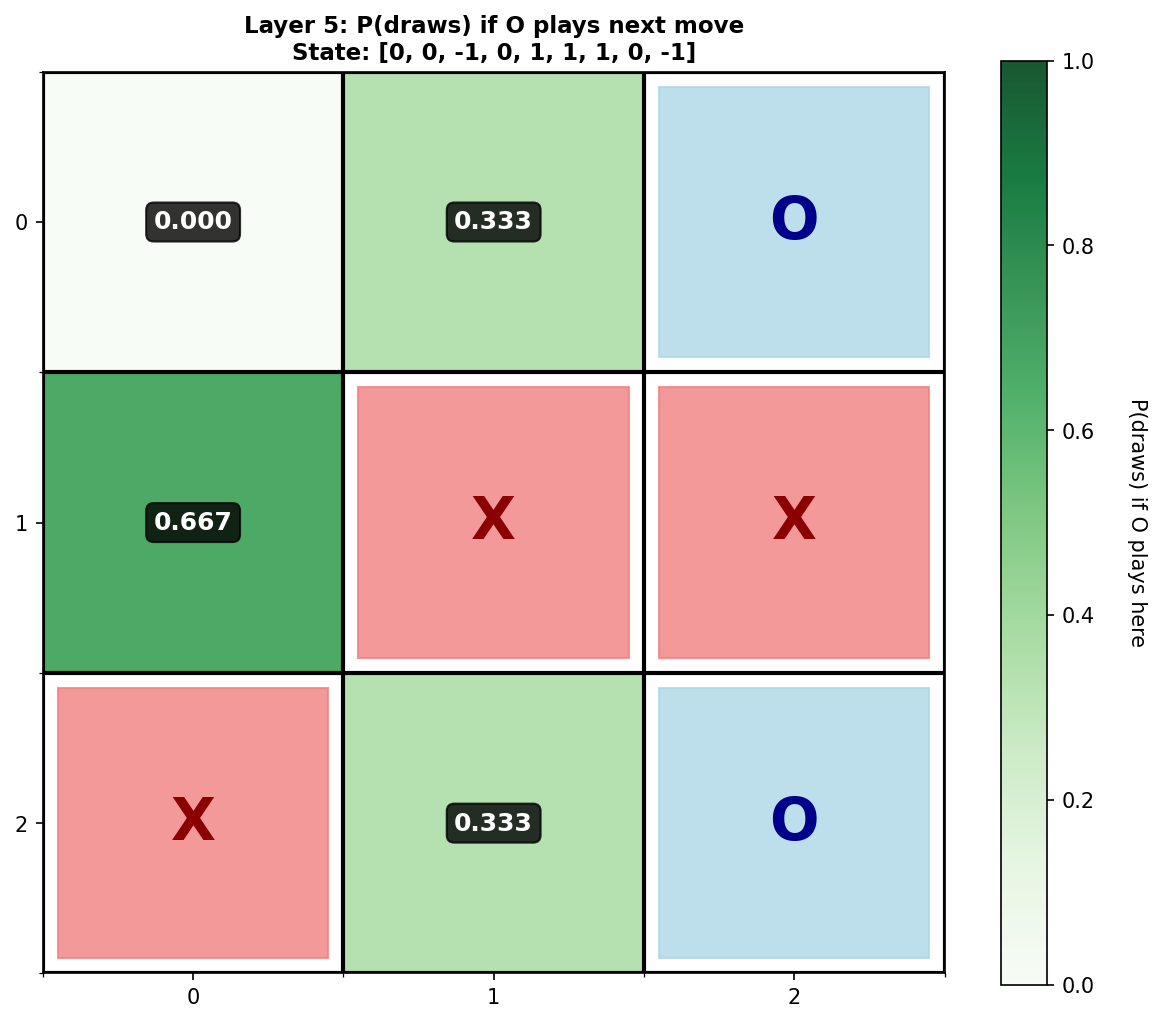 Layer 5: P(draws) if O plays next move
State: [0, 0, -1, 0, 1, 1, 1, 0, -1]
0
0.000
0.333
O
1
0.667
X
X
2
X
0.333
O
0
1
2
1.0
0.8
0.6
0.4
0.2
0.0
P(draws) if O plays here